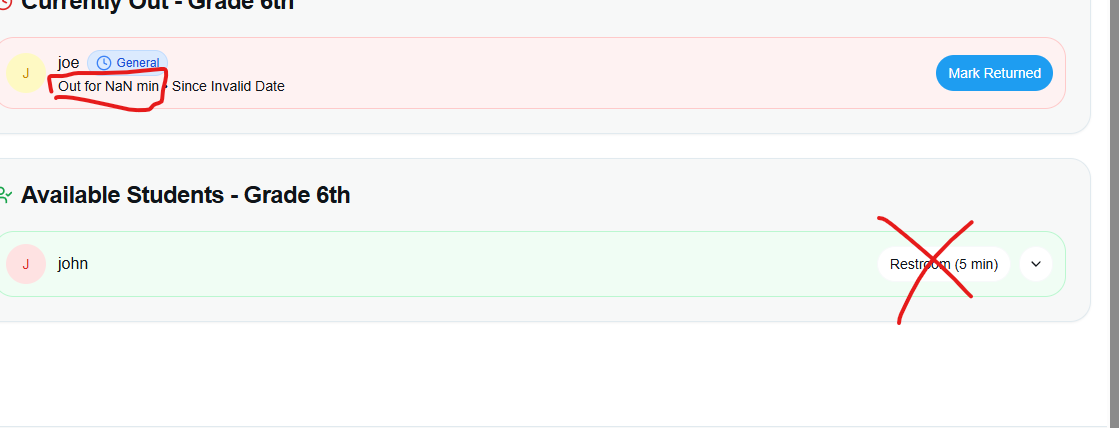 Currently Out - Grade 6th
J
joe
General
Out for NaN min • Since Invalid Date
Mark Returned
Available Students - Grade 6th
J
john
Restroom (5 min)